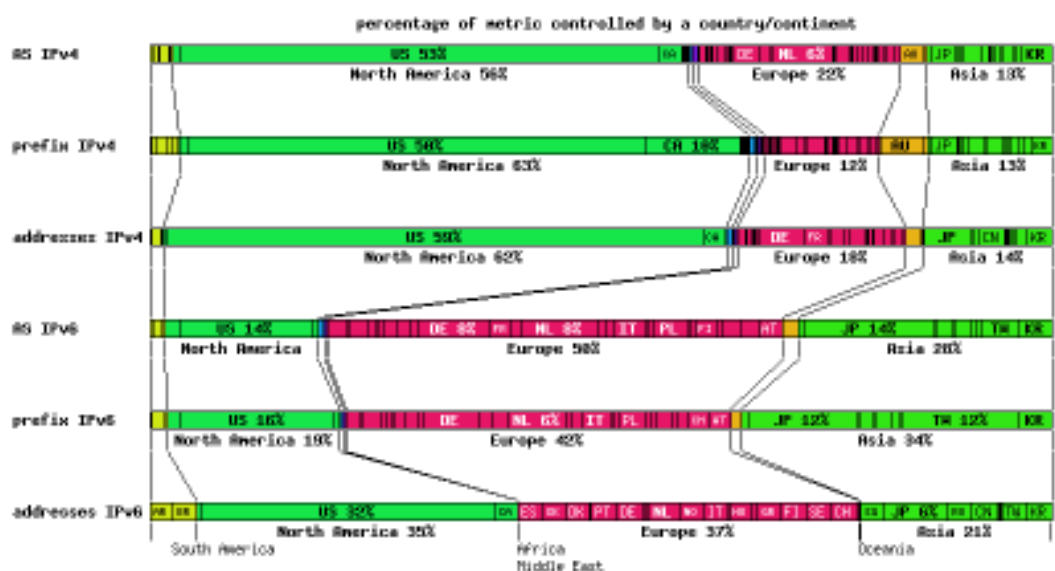 percentage of metric controlled by a country/continent
AS IPv4
US 53% CA DE NL 6% AU JP KR
North America 56% Europe 22% Asia 13%
prefix IPv4
US 50% CA 10% AU JP KR
North America 63% Europe 12% Asia 13%
addresses IPv4
US 59% CA DE FR JP CN KR
North America 62% Europe 18% Asia 14%
AS IPv6
US 14% DE 8% FR NL 8% IT PL FI AT JP 14% TW KR
North America Europe 50% Asia 28%
prefix IPv6
US 16% DE NL 6% IT PL AT JP 12% TW 12% KR
North America 19% Europe 42% Asia 34%
addresses IPv6
US 32% CA ES DK PT DE NL NO IT FI SE CH JP 6% CN TW KR
North America 35% Europe 37% Asia 21%
South America Africa Oceania
Middle East